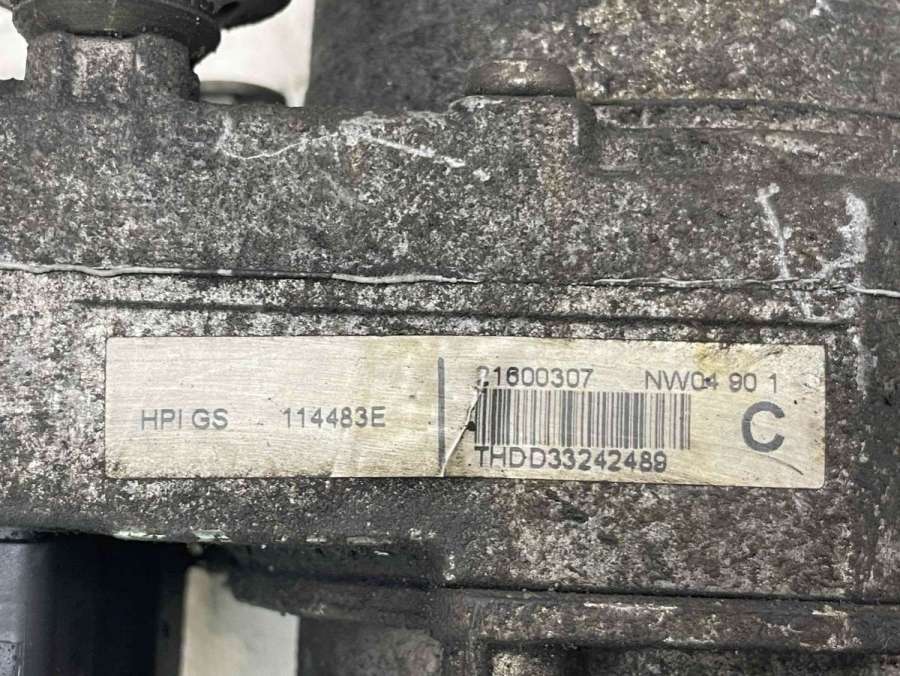 HPI GS 114483E
21600307 NW04 90 1
C
THDD33242489